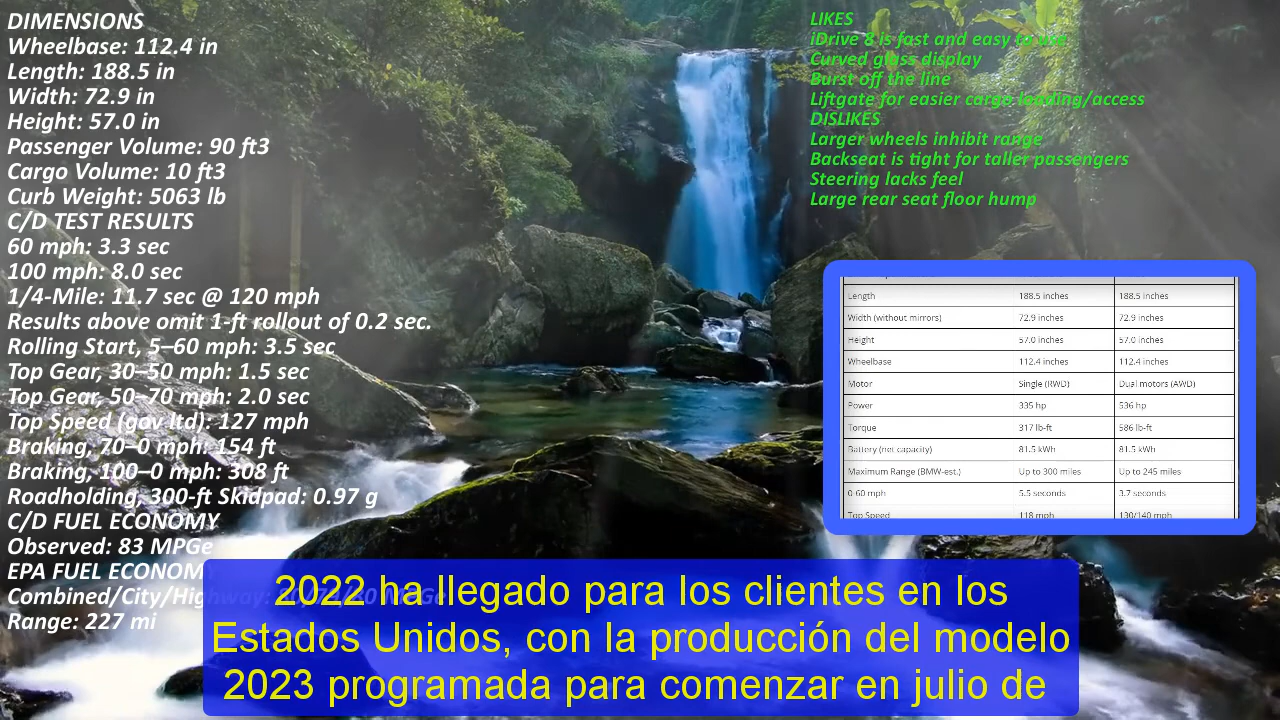 DIMENSIONS
Wheelbase: 112.4 in
Length: 188.5 in
Width: 72.9 in
Height: 57.0 in
Passenger Volume: 90 ft3
Cargo Volume: 10 ft3
Curb Weight: 5063 lb
C/D TEST RESULTS
60 mph: 3.3 sec
100 mph: 8.0 sec
1/4-Mile: 11.7 sec @ 120 mph
Results above omit 1-ft rollout of 0.2 sec.
Rolling Start, 5–60 mph: 3.5 sec
Top Gear, 30–50 mph: 1.5 sec
Top Gear, 50–70 mph: 2.0 sec
Top Speed (gov ltd): 127 mph
Braking, 70–0 mph: 154 ft
Braking, 100–0 mph: 308 ft
Roadholding, 300-ft Skidpad: 0.97 g
C/D FUEL ECONOMY
Observed: 83 MPGe
EPA FUEL ECONOMY
Combined/City/Highway: MPGe
Range: 227 mi
LIKES
iDrive 8 is fast and easy to use
Curved glass display
Burst off the line
Liftgate for easier cargo loading/access
DISLIKES
Larger wheels inhibit range
Backseat is tight for taller passengers
Steering lacks feel
Large rear seat floor hump
Length 188.5 inches 188.5 inches
Width (without mirrors) 72.9 inches 72.9 inches
Height 57.0 inches 57.0 inches
Wheelbase 112.4 inches 112.4 inches
Motor Single (RWD) Dual motors (AWD)
Power 335 hp 536 hp
Torque 317 lb-ft 586 lb-ft
Battery (net capacity) 81.5 kWh 81.5 kWh
Maximum Range (BMW-est.) Up to 300 miles Up to 245 miles
0-60 mph 5.5 seconds 3.7 seconds
Top Speed 118 mph 130/140 mph
2022 ha llegado para los clientes en los
Estados Unidos, con la producción del modelo
2023 programada para comenzar en julio de